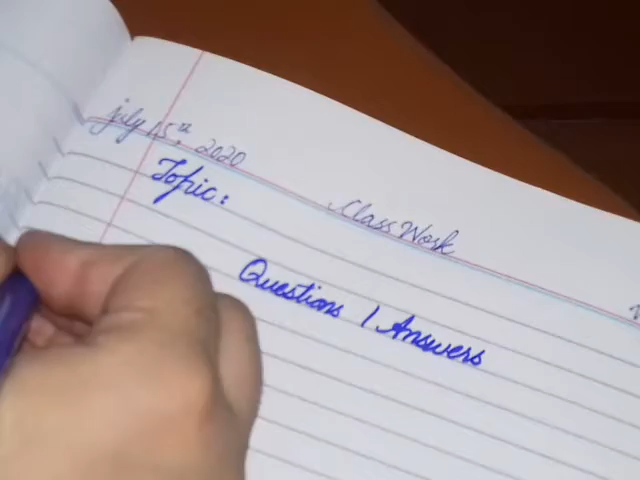 july 15th, 2020
Class Work
Topic:
Questions / Answers